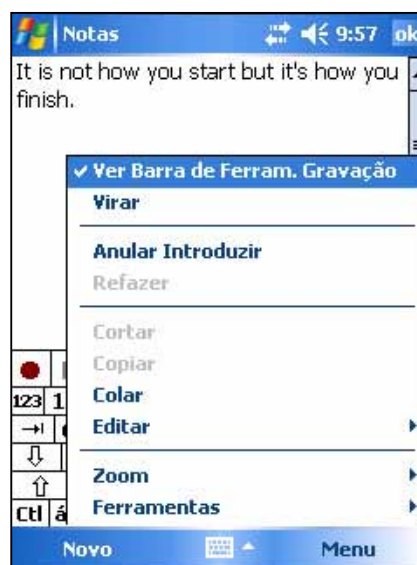 Notas 9:57 ok
It is not how you start but it's how you
finish.
Ver Barra de Ferram. Gravação
Virar
Anular Introduzir
Refazer
Cortar
Copiar
Colar
Editar
Zoom
Ferramentas
123 1
Ctl á
Novo Menu